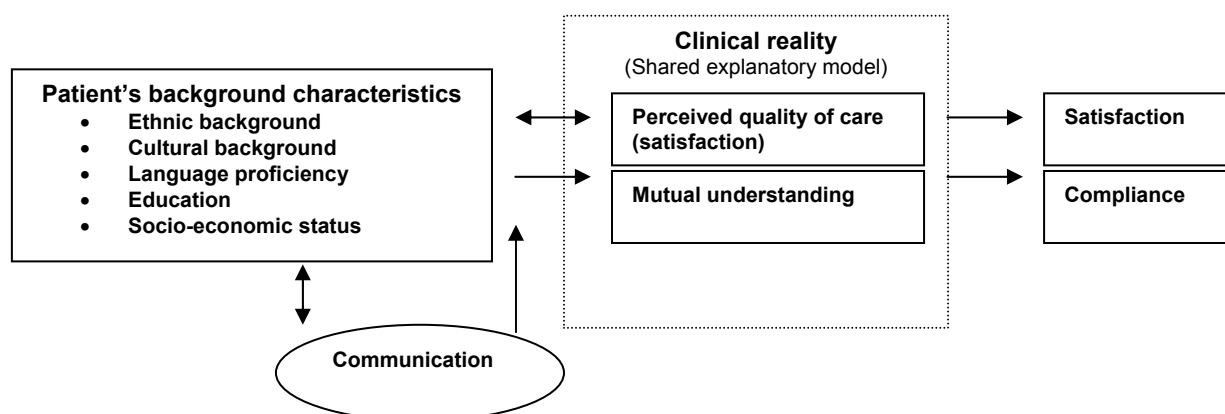 Clinical reality
(Shared explanatory model)
Patient’s background characteristics
• Ethnic background
• Cultural background
• Language proficiency
• Education
• Socio-economic status
Perceived quality of care
(satisfaction)
Mutual understanding
Satisfaction
Compliance
Communication